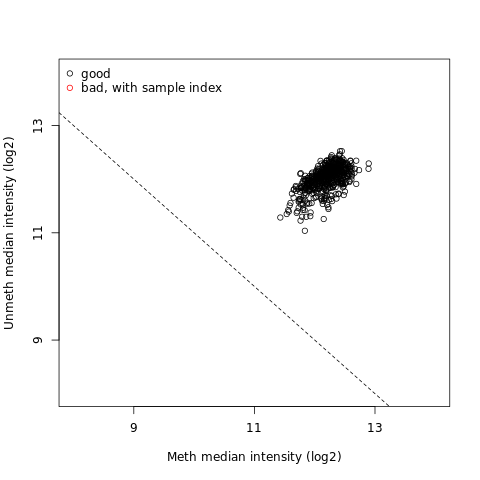 good
bad, with sample index
13
11
9
Unmeth median intensity (log2)
9
11
13
Meth median intensity (log2)